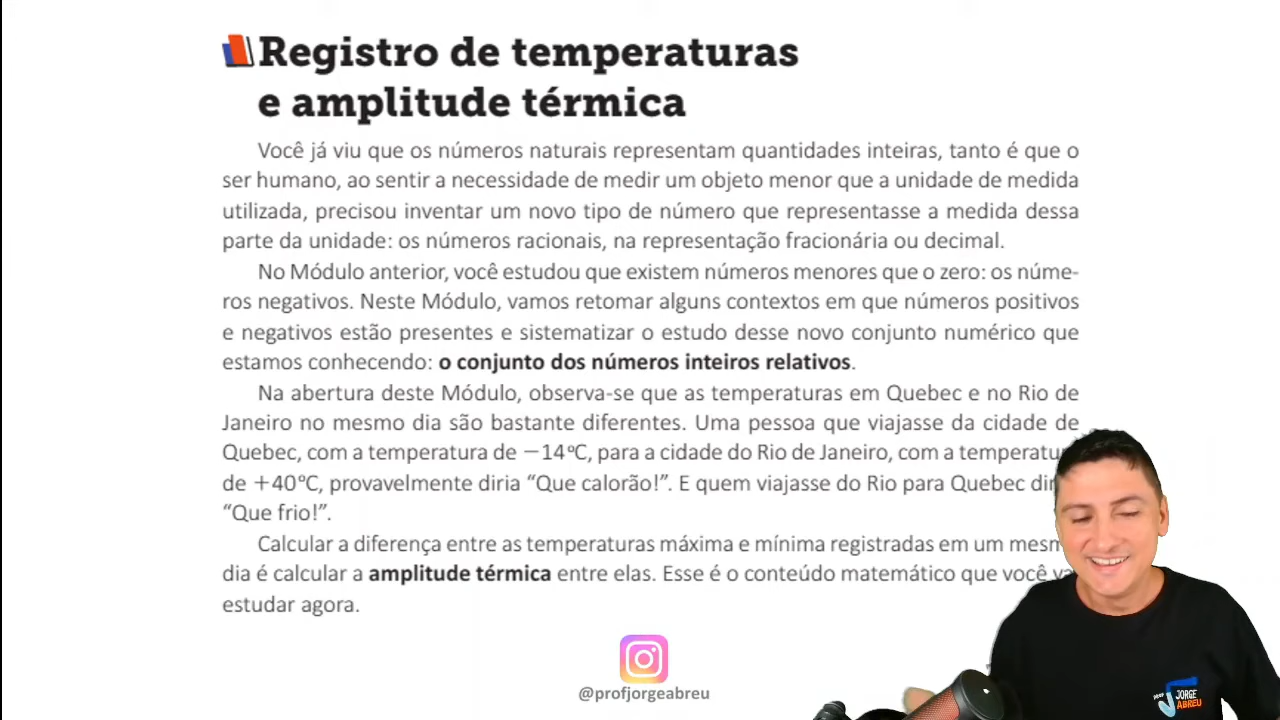 Registro de temperaturas
e amplitude térmica
Você já viu que os números naturais representam quantidades inteiras, tanto é que o
ser humano, ao sentir a necessidade de medir um objeto menor que a unidade de medida
utilizada, precisou inventar um novo tipo de número que representasse a medida dessa
parte da unidade: os números racionais, na representação fracionária ou decimal.
No Módulo anterior, você estudou que existem números menores que o zero: os núme-
ros negativos. Neste Módulo, vamos retomar alguns contextos em que números positivos
e negativos estão presentes e sistematizar o estudo desse novo conjunto numérico que
estamos conhecendo: o conjunto dos números inteiros relativos.
Na abertura deste Módulo, observa-se que as temperaturas em Quebec e no Rio de
Janeiro no mesmo dia são bastante diferentes. Uma pessoa que viajasse da cidade de
Quebec, com a temperatura de −14ºC, para a cidade do Rio de Janeiro, com a
de +40ºC, provavelmente diria “Que calorão!”. E quem viajasse do Rio para Quebec
“Que frio!”.
Calcular a diferença entre as temperaturas máxima e mínima registradas em um
dia é calcular a amplitude térmica entre elas. Esse é o conteúdo matemático que você
estudar agora.
@profjorgeabreu
PROF JORGE
ABREU